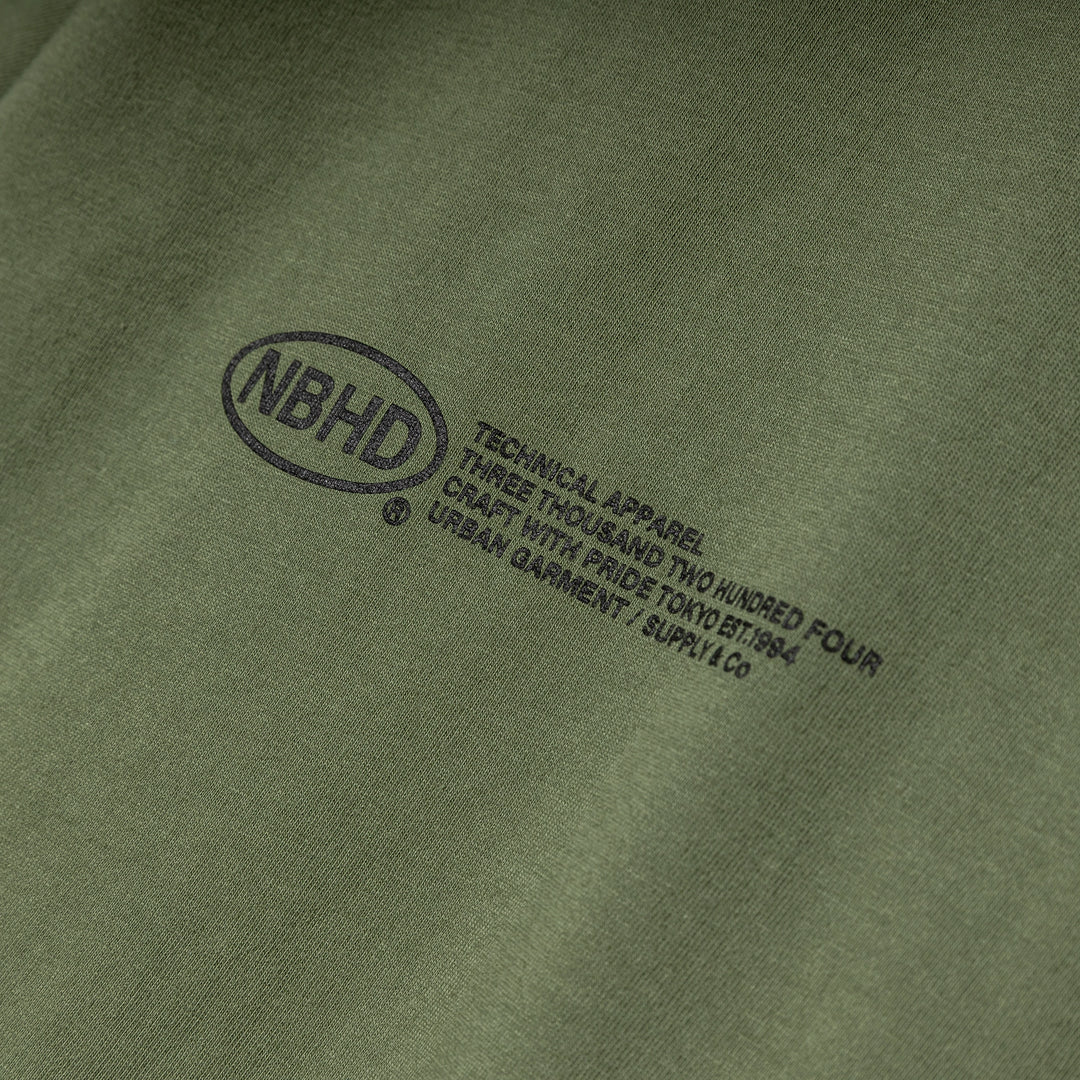 NBHD
®
TECHNICAL APPAREL
THREE THOUSAND TWO HUNDRED FOUR
CRAFT WITH PRIDE TOKYO EST.1994
URBAN GARMENT / SUPPLY & Co